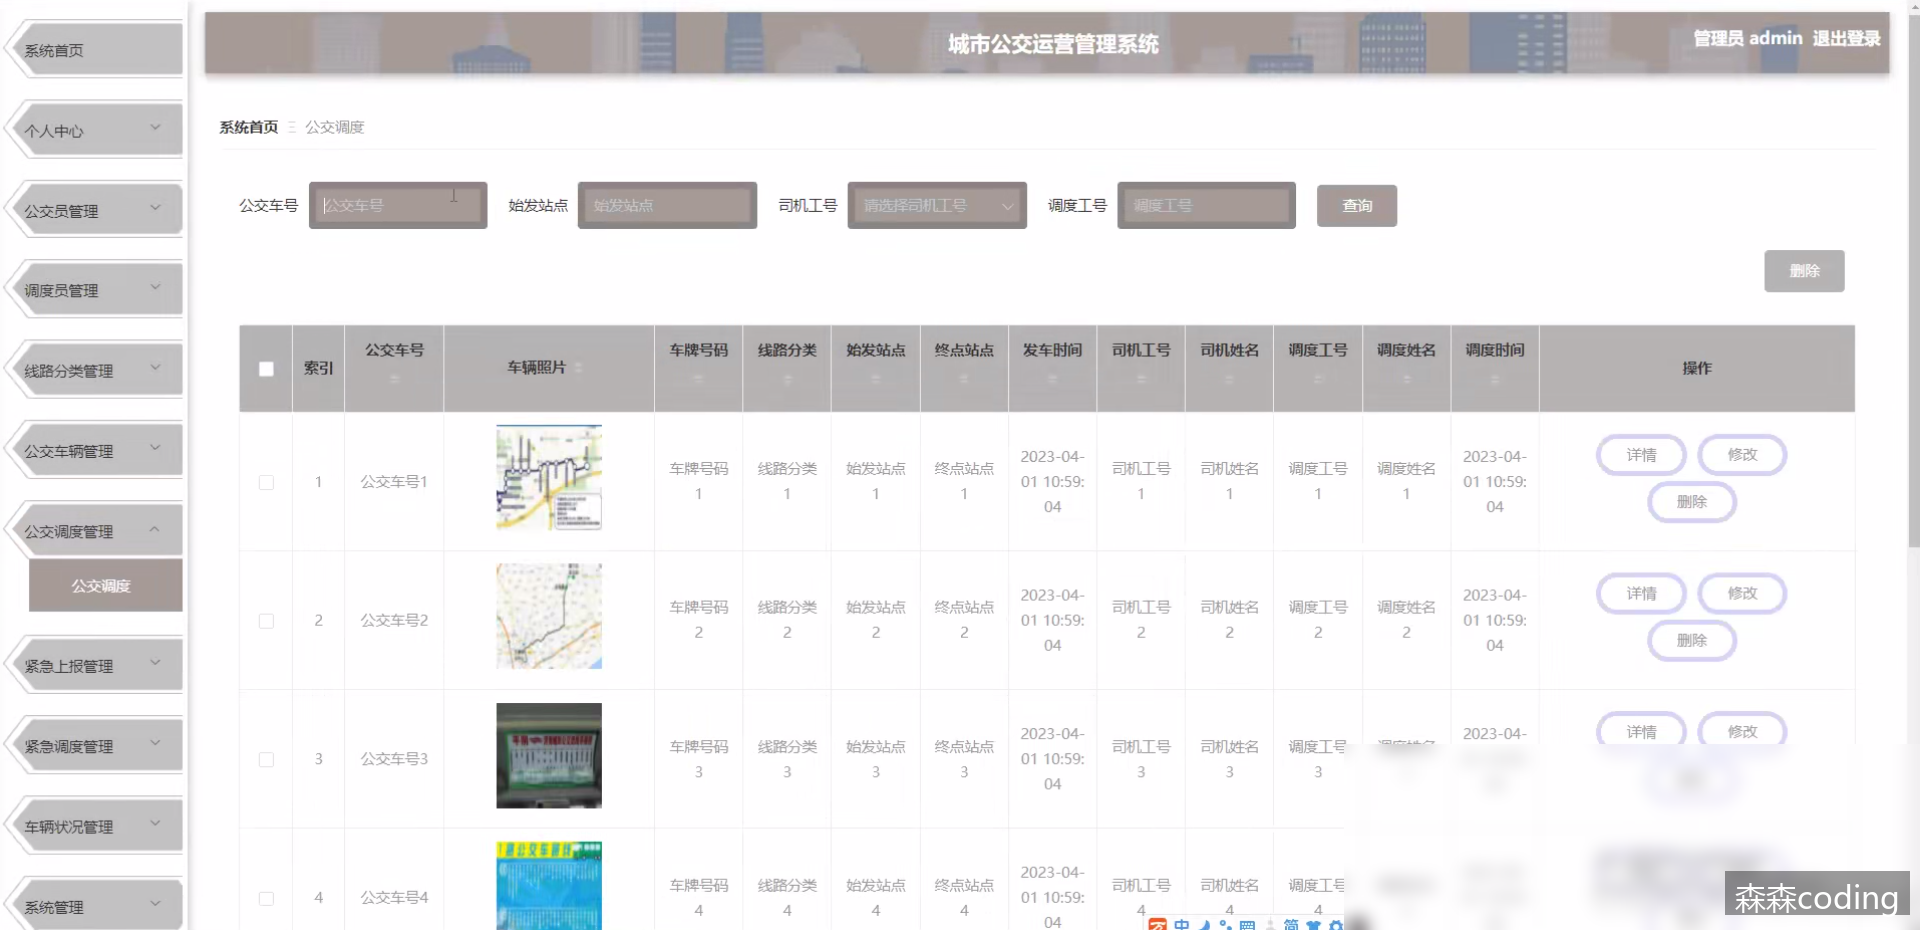 城市公交运营管理系统
管理员 admin 退出登录
系统首页
个人中心
公交员管理
调度员管理
线路分类管理
公交车辆管理
公交调度管理
公交调度
紧急上报管理
紧急调度管理
车辆状况管理
系统管理
系统首页 公交调度
公交车号 公交车号 始发站点 始发站点 司机工号 请选择司机工号 调度工号 调度工号 查询
删除
索引 公交车号 车辆照片 车牌号码 线路分类 始发站点 终点站点 发车时间 司机工号 司机姓名 调度工号 调度姓名 调度时间 操作
1 公交车号1 车牌号码1 线路分类1 始发站点1 终点站点1 2023-04-01 10:59:04 司机工号1 司机姓名1 调度工号1 调度姓名1 2023-04-01 10:59:04 详情 修改 删除
2 公交车号2 车牌号码2 线路分类2 始发站点2 终点站点2 2023-04-01 10:59:04 司机工号2 司机姓名2 调度工号2 调度姓名2 2023-04-01 10:59:04 详情 修改 删除
3 公交车号3 车牌号码3 线路分类3 始发站点3 终点站点3 2023-04-01 10:59:04 司机工号3 司机姓名3 调度工号3 2023-04- 详情 修改
4 公交车号4 车牌号码4 线路分类4 始发站点4 终点站点4 2023-04-01 10:59:04 司机工号4 司机姓名4 调度工号4
中 简
森森coding